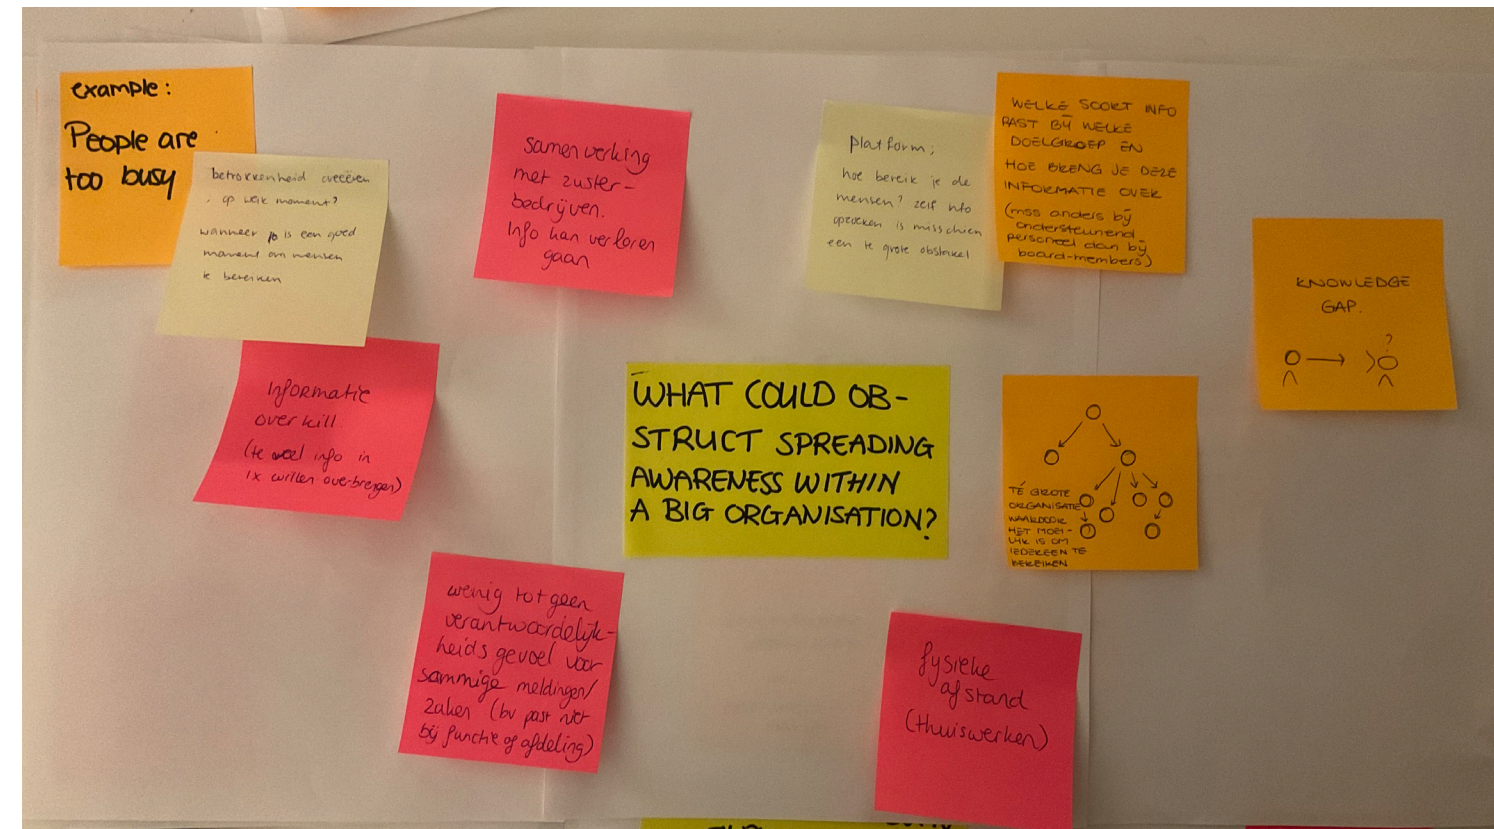 example:
People are
too busy
betrokkenheid creëeren
op welk moment?
wanneer is een goed
moment om mensen
te bereiken
samenwerking
met zuster-
bedrijven.
Info kan verloren
gaan
platform;
hoe bereik je de
mensen? zelf info
opzoeken is misschien
een te grote obstakel
WELKE SOORT INFO
PAST BIJ WELKE
DOELGROEP EN
HOE BRENG JE DEZE
INFORMATIE OVER
(mss anders bij
ondersteunend
personeel dan bij
board-members)
KNOWLEDGE
GAP.
?
Informatie
overkill
(te veel info in
1x willen overbrengen)
WHAT COULD OB-
STRUCT SPREADING
AWARENESS WITHIN
A BIG ORGANISATION?
TÉ GROTE
ORGANISATIE
WAARDOOR
HET MOEI-
LIJK IS OM
IEDEREEN TE
BEREIKEN
weinig tot geen
verantwoordelijk-
heids gevoel voor
sommige meldingen/
zaken (bv past niet
bij functie of afdeling)
fysieke
afstand
(thuiswerken)